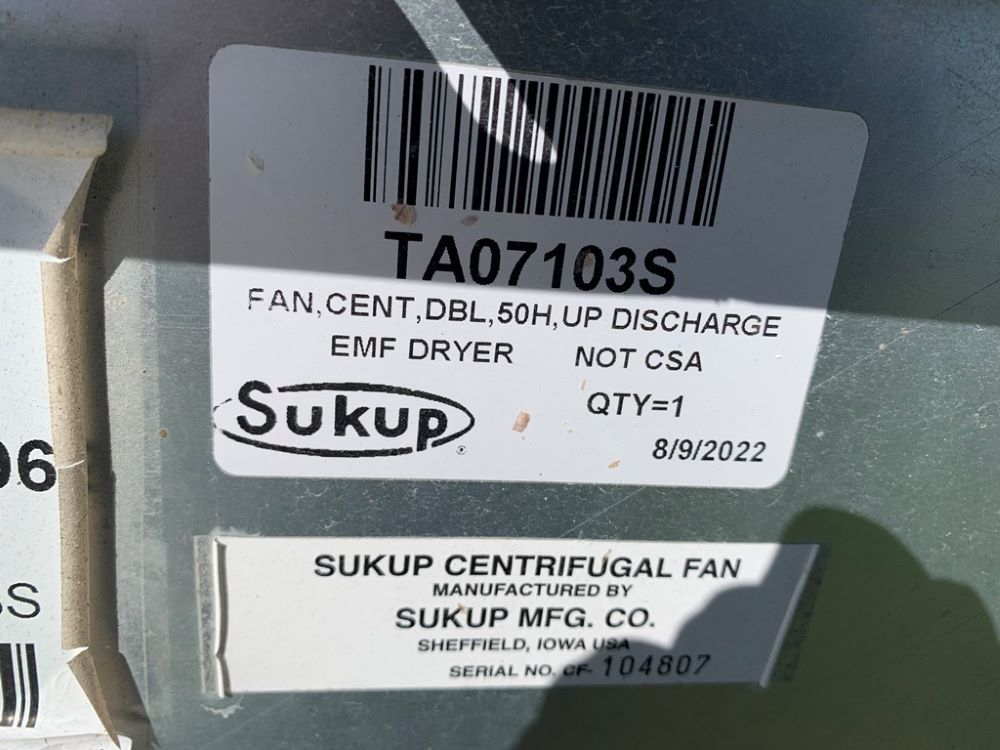 TA07103S
FAN,CENT,DBL,50H,UP DISCHARGE
EMF DRYER NOT CSA
QTY=1
Sukup®
8/9/2022
06
S
SUKUP CENTRIFUGAL FAN
MANUFACTURED BY
SUKUP MFG. CO.
SHEFFIELD, IOWA USA
SERIAL NO. CF- 104807